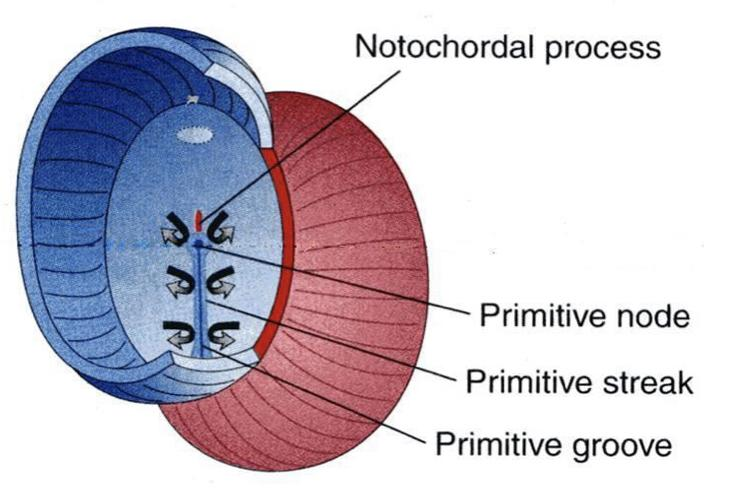 Notochordal process
Primitive node
Primitive streak
Primitive groove